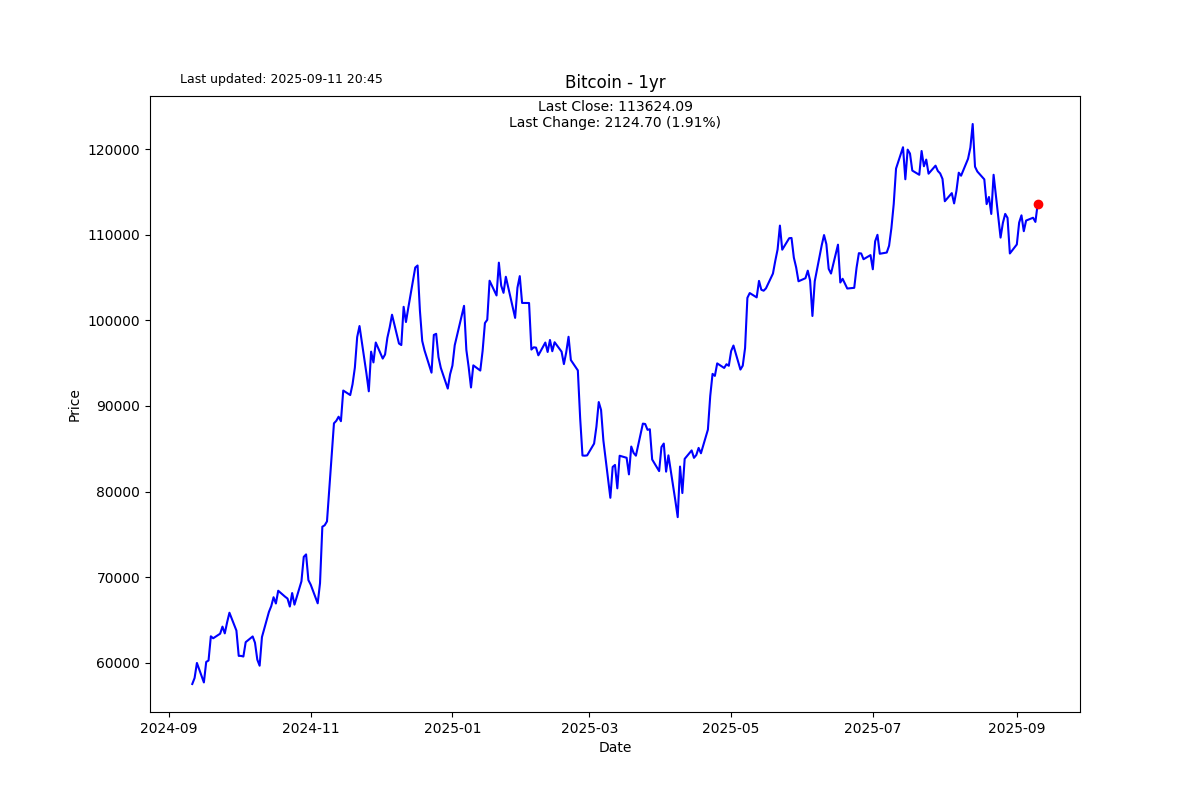 Last updated: 2025-09-11 20:45
Bitcoin - 1yr
Last Close: 113624.09
Last Change: 2124.70 (1.91%)
120000
110000
100000
90000
80000
70000
60000
Price
2024-09
2024-11
2025-01
2025-03
2025-05
2025-07
2025-09
Date